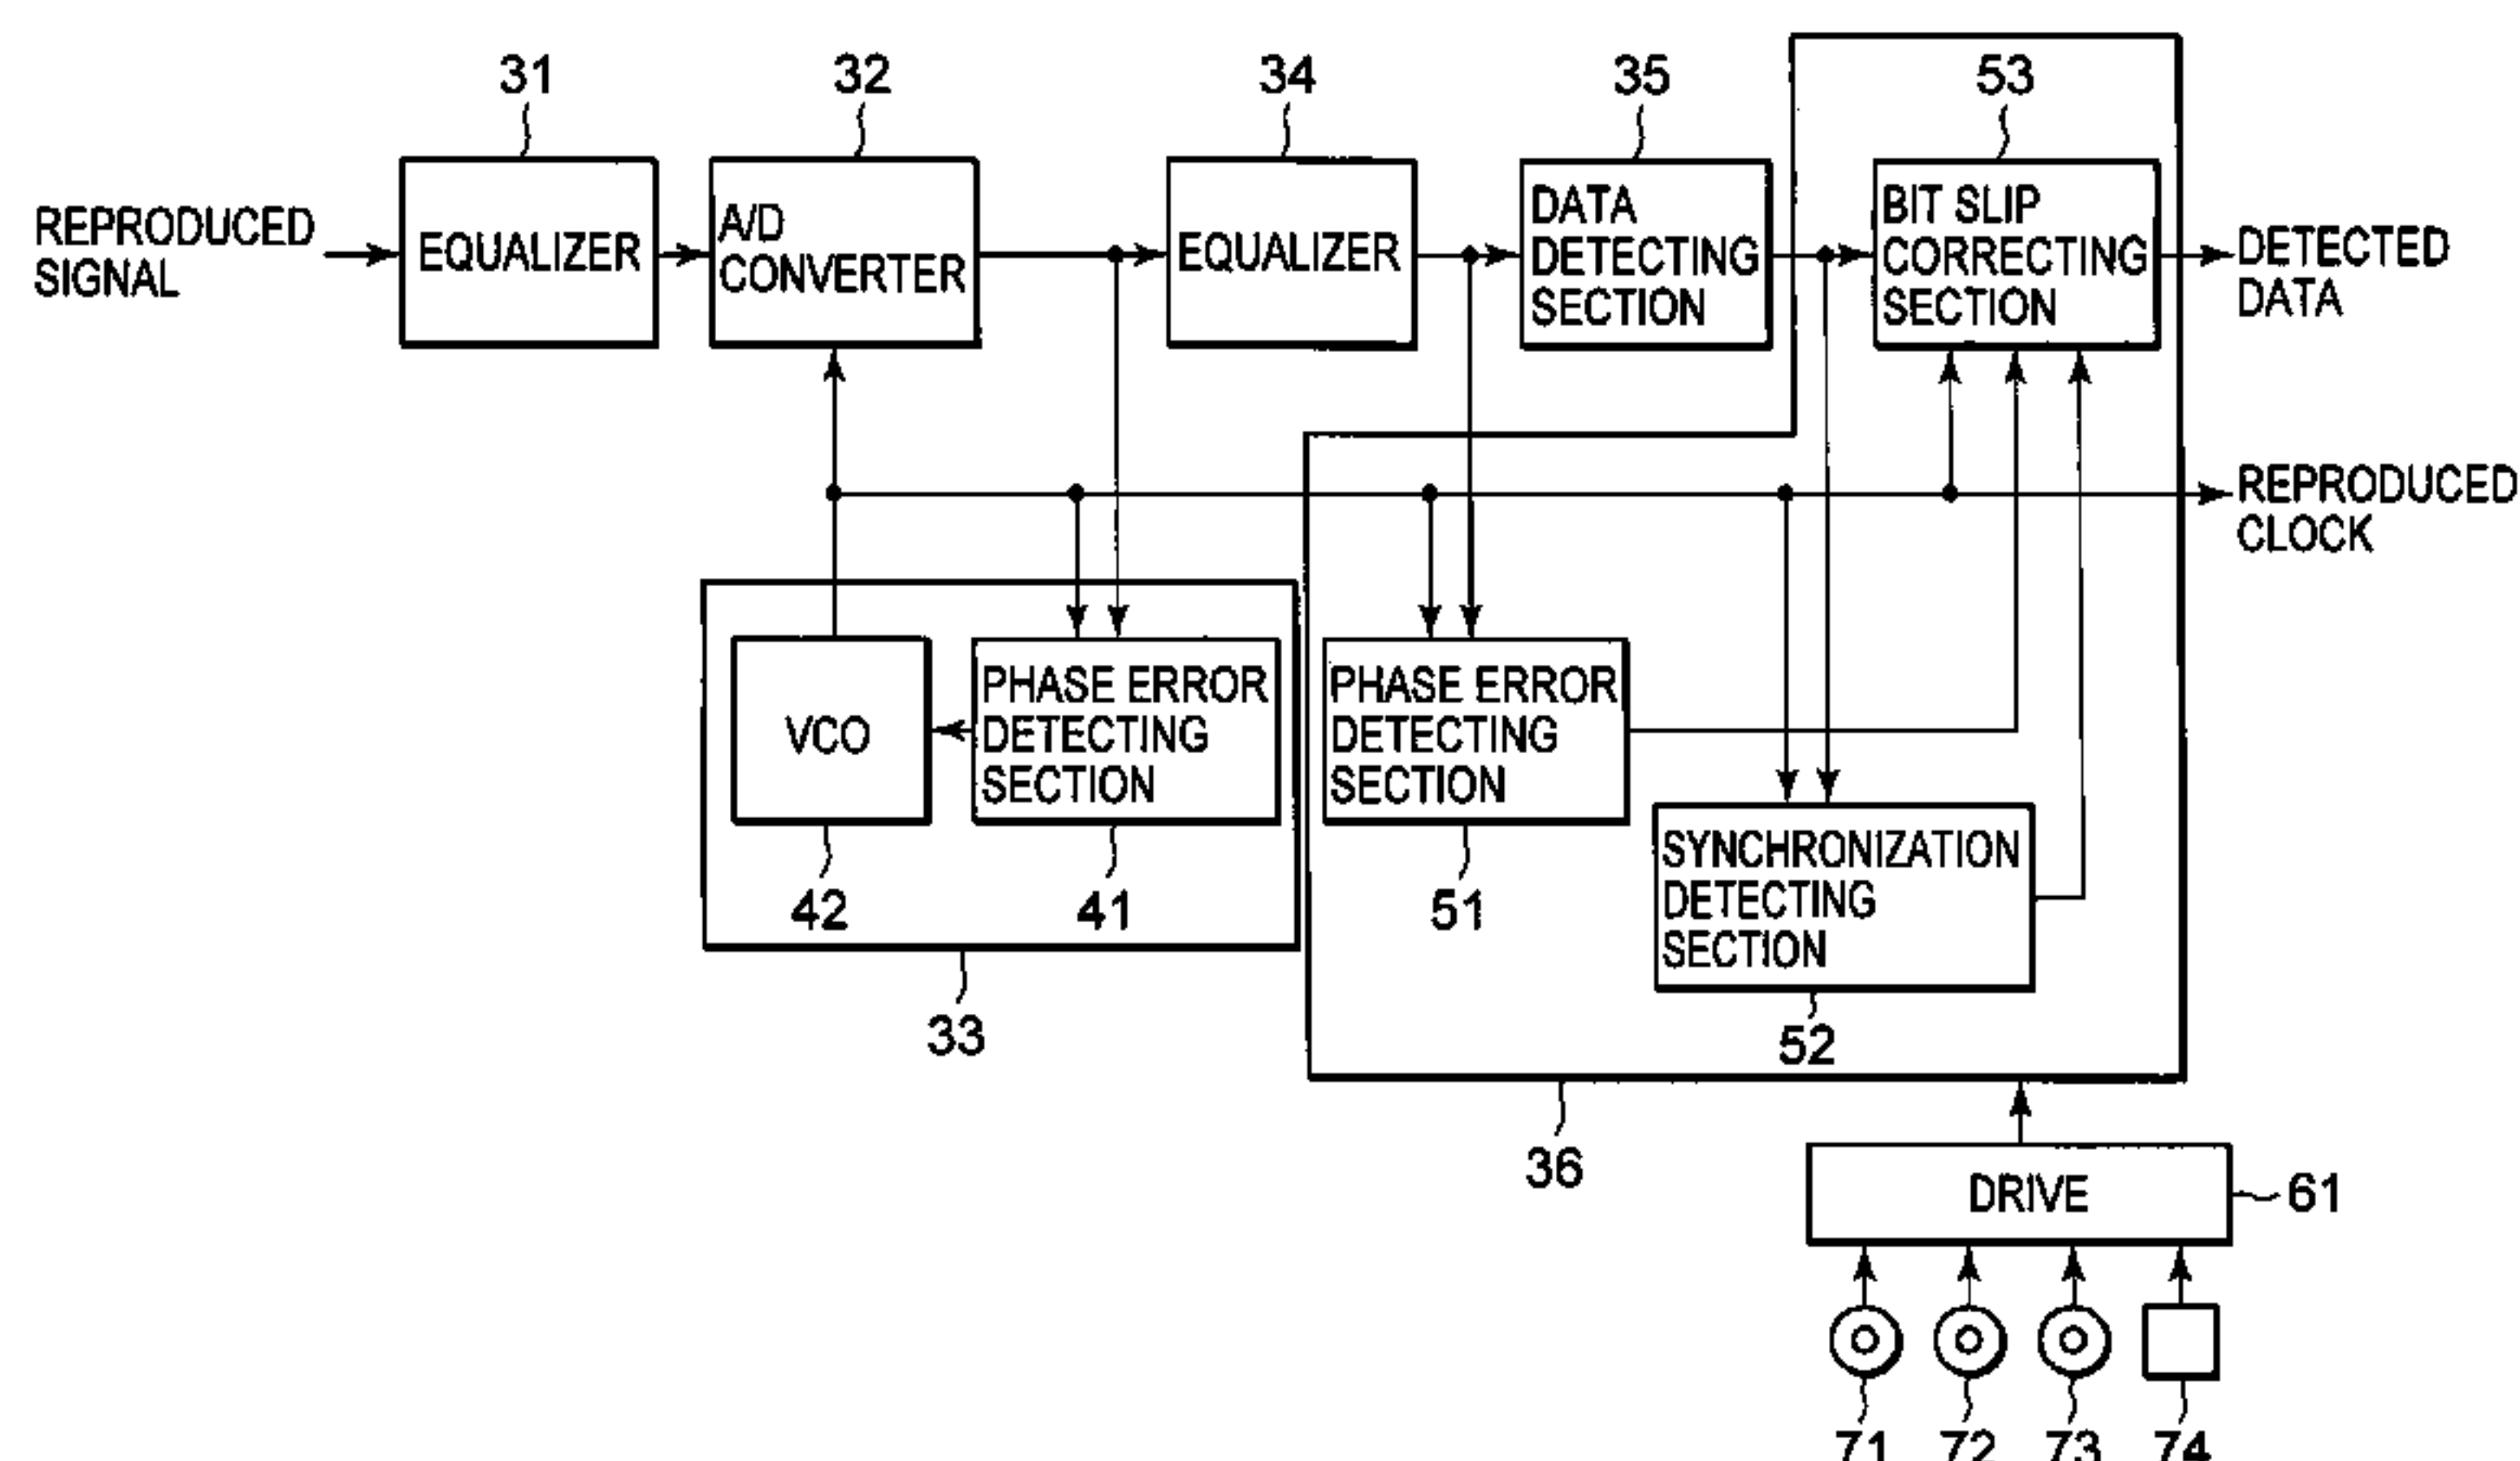 31
32
34
35
53
REPRODUCED
SIGNAL
EQUALIZER
A/D
CONVERTER
EQUALIZER
DATA
DETECTING
SECTION
BIT SLIP
CORRECTING
SECTION
DETECTED
DATA
REPRODUCED
CLOCK
VCO
PHASE ERROR
DETECTING
SECTION
PHASE ERROR
DETECTING
SECTION
SYNCHRONIZATION
DETECTING
SECTION
42
41
51
52
33
36
DRIVE
61
71
72
73
74